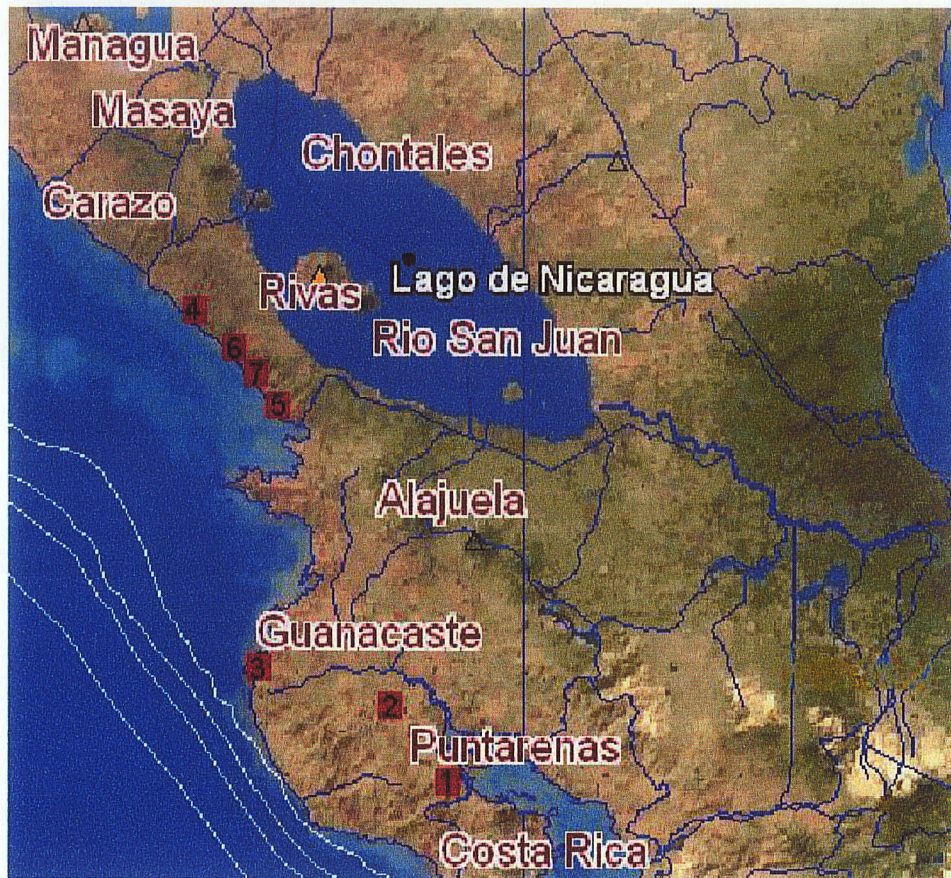 Managua
Masaya
Chontales
Carazo
Lago de Nicaragua
Rivas
4
Rio San Juan
6
7
5
Alajuela
Guanacaste
3
2
Puntarenas
1
Costa Rica